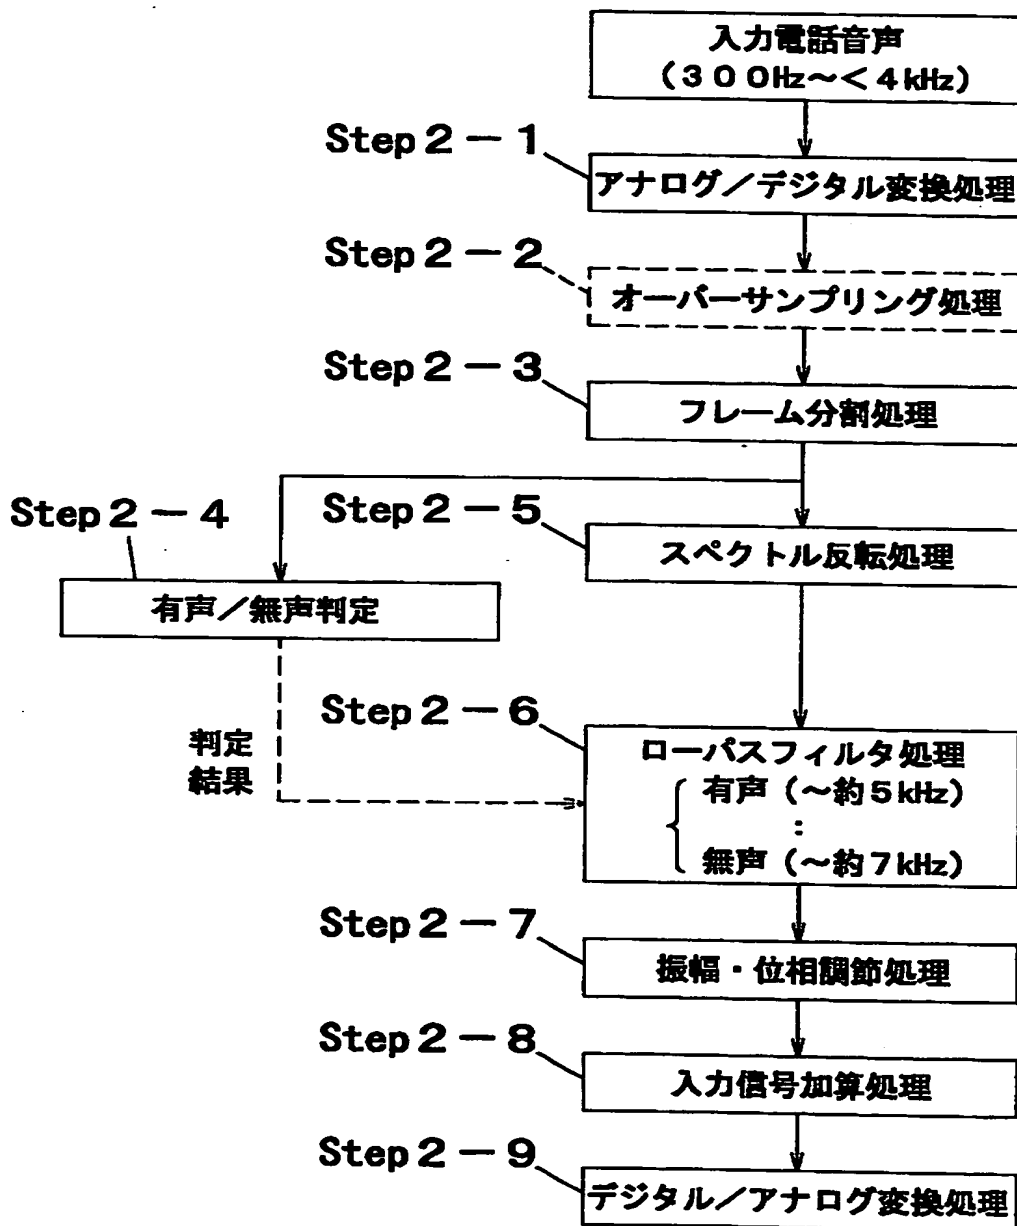 入力電話音声
(３００Hz～＜４kHz)
Step２－１
アナログ／デジタル変換処理
Step２－２
オーバーサンプリング処理
Step２－３
フレーム分割処理
Step２－４
有声／無声判定
Step２－５
スペクトル反転処理
判定
結果
Step２－６
ローパスフィルタ処理
有声(～約５kHz)
：
無声(～約７kHz)
Step２－７
振幅・位相調節処理
Step２－８
入力信号加算処理
Step２－９
デジタル／アナログ変換処理